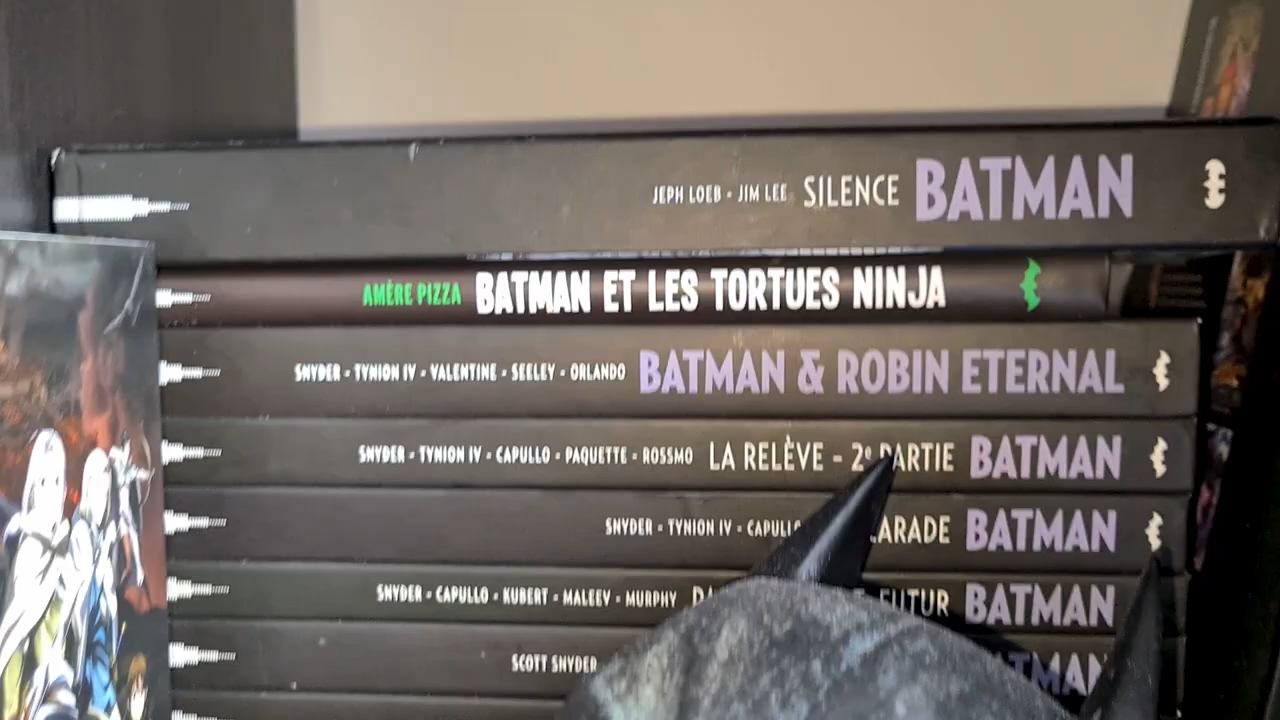 JEPH LOEB - JIM LEE SILENCE BATMAN
AMÈRE PIZZA BATMAN ET LES TORTUES NINJA
SNYDER - TYNION IV - VALENTINE - SEELEY - ORLANDO BATMAN & ROBIN ETERNAL
SNYDER - TYNION IV - CAPULLO - PAQUETTE - ROSSMO LA RELÈVE - 2e PARTIE BATMAN
SNYDER - TYNION IV - CAPULLO ARADE BATMAN
SNYDER - CAPULLO - KUBERT - MALEEV - MURPHY FUTUR BATMAN
SCOTT SNYDER BATMAN